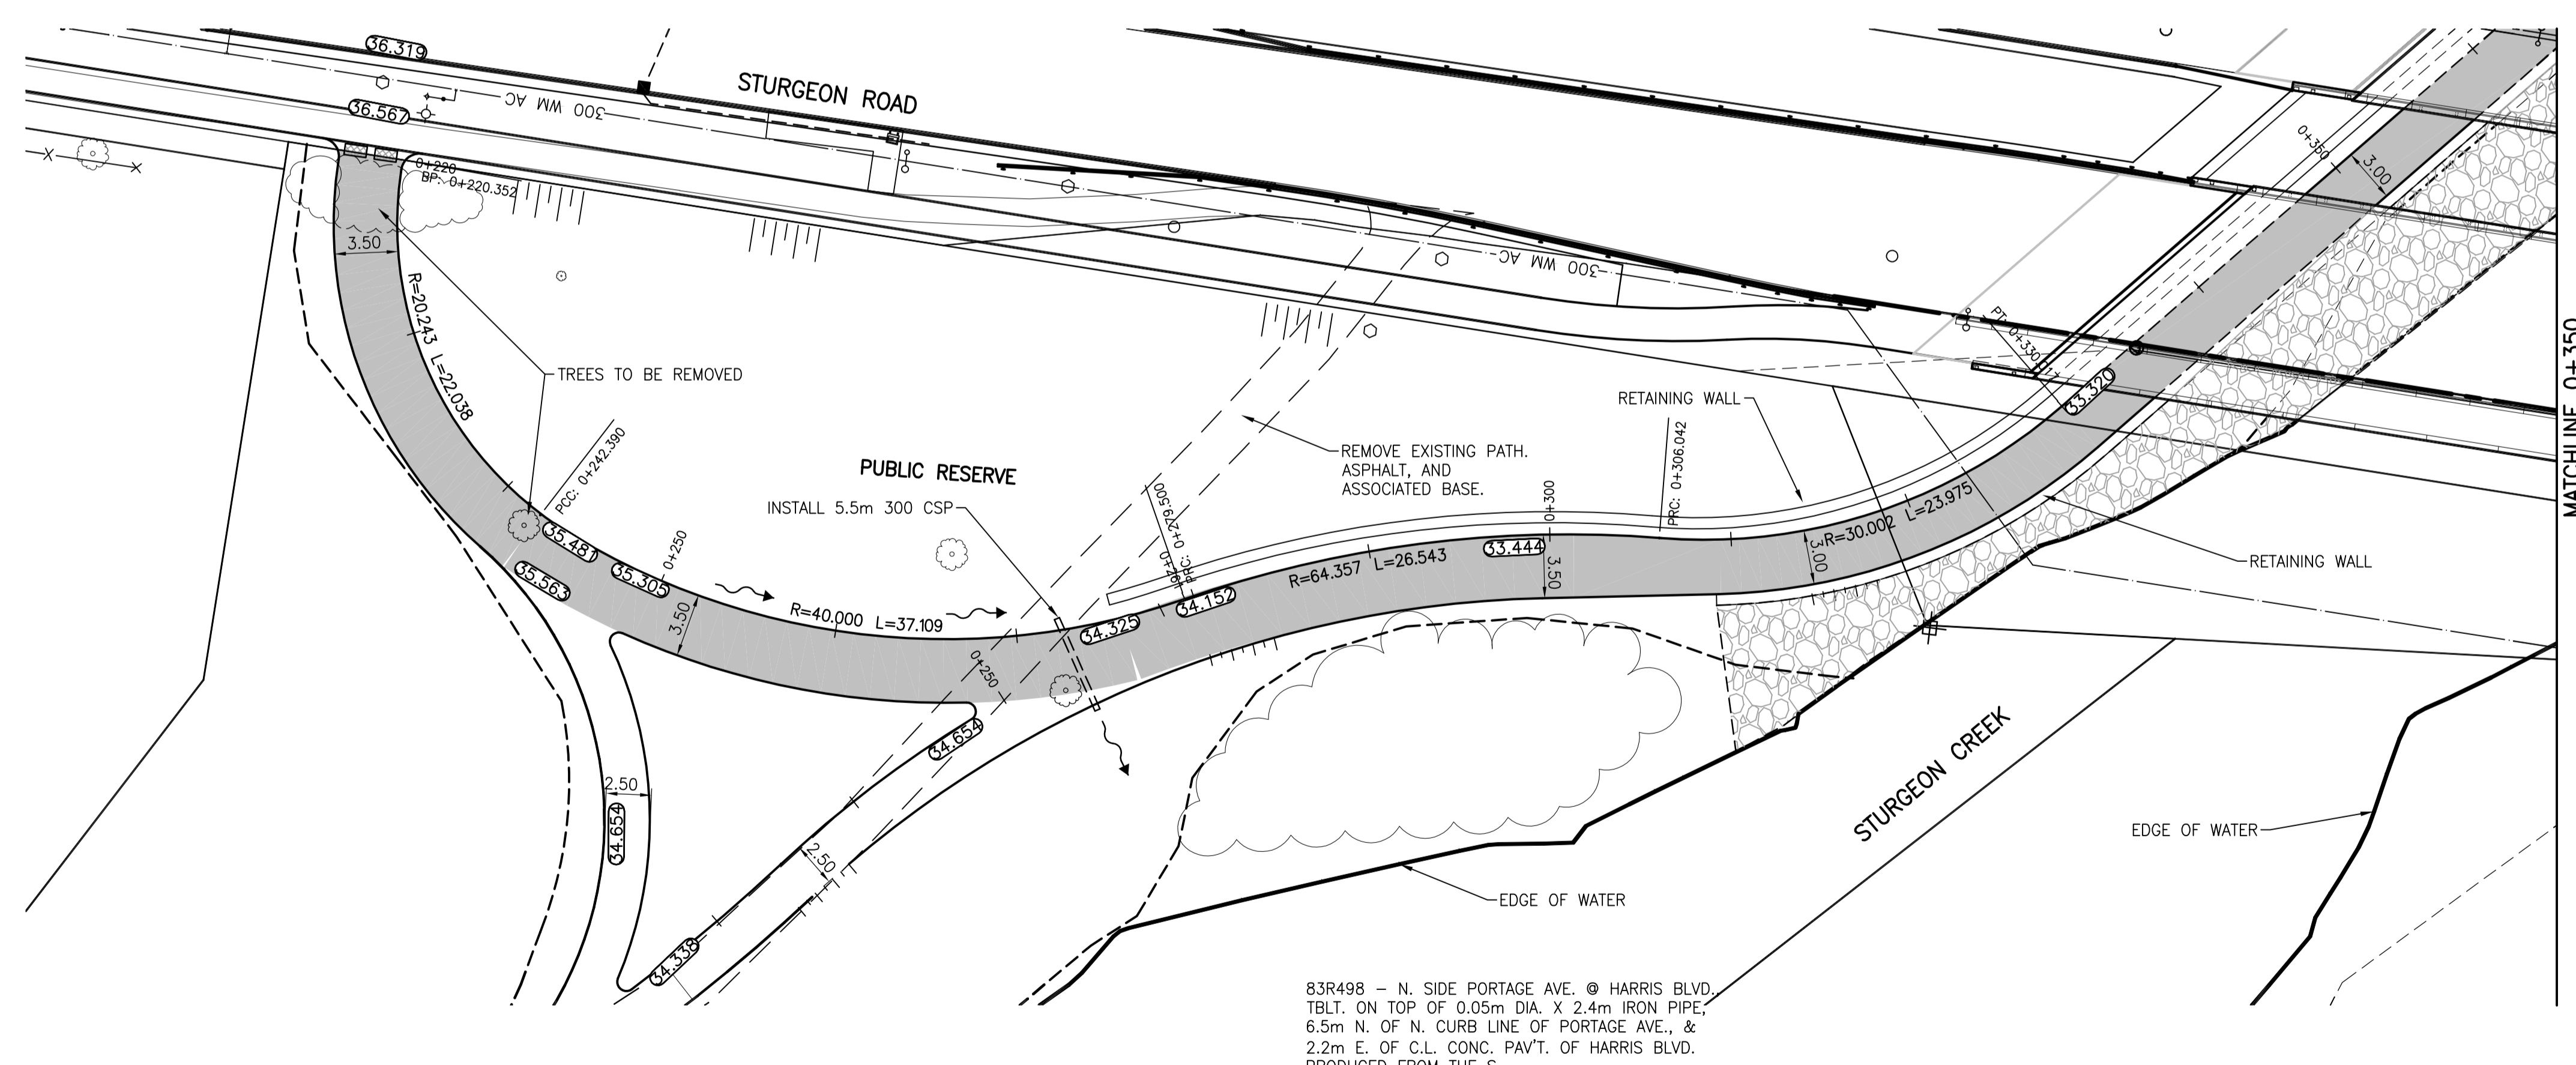 36.319
STURGEON ROAD
300 WM AC
36.567
0+220
BP: 0+220.352
3.50
0+360
3.00
300 WM AC
R=20.243 L=22.038
TREES TO BE REMOVED
RETAINING WALL
33.320
MATCHLINE 0+350
PCC: 0+242.390
PUBLIC RESERVE
INSTALL 5.5m 300 CSP
REMOVE EXISTING PATH.
ASPHALT, AND
ASSOCIATED BASE.
PRC: 0+279.500
0+300
PRC: 0+306.042
35.481
35.563
35.305
0+250
3.50
R=40.000 L=37.109
34.325
34.152
R=64.357 L=26.543
33.444
3.50
3.00
R=30.002 L=23.975
RETAINING WALL
0+250
34.654
2.50
34.654
2.50
34.338
STURGEON CREEK
EDGE OF WATER
EDGE OF WATER
83R498 – N. SIDE PORTAGE AVE. @ HARRIS BLVD.,
TBLT. ON TOP OF 0.05m DIA. X 2.4m IRON PIPE,
6.5m N. OF N. CURB LINE OF PORTAGE AVE., &
2.2m E. OF C.L. CONC. PAV'T. OF HARRIS BLVD.
PRODUCED FROM THE S.